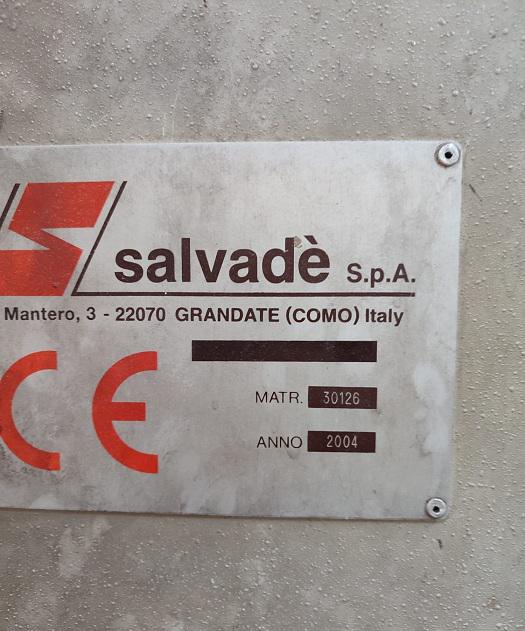 salvadè S.p.A.
Mantero, 3 - 22070 GRANDATE (COMO) Italy
CE
MATR. 30126
ANNO 2004